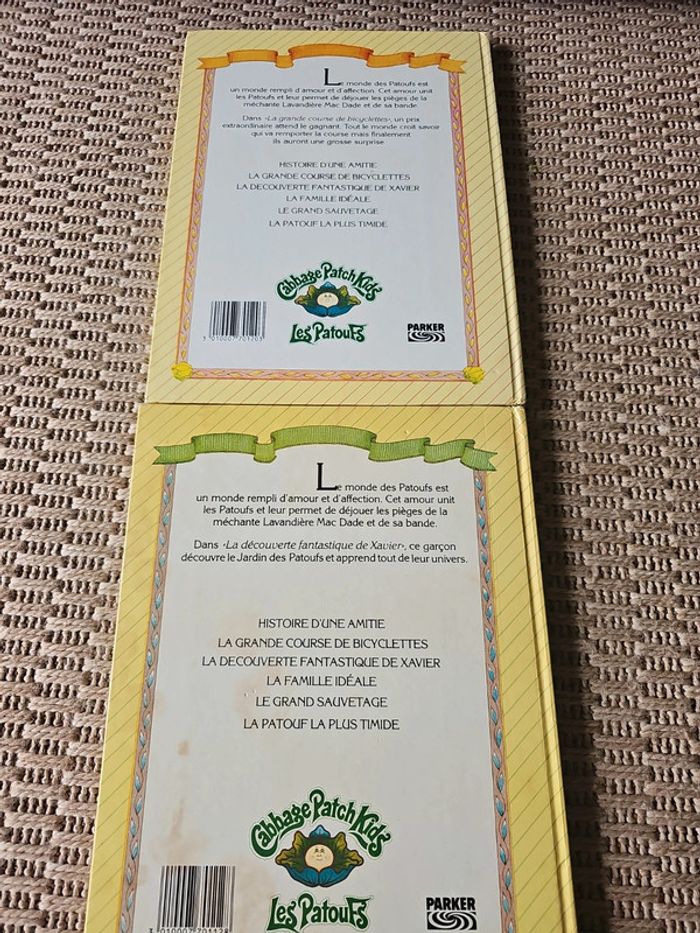 Le monde des Patoufs est
un monde rempli d'amour et d'affection. Cet amour unit
les Patoufs et leur permet de déjouer les pièges de la
méchante Lavandière Mac Dade et de sa bande.
Dans «La grande course de bicyclettes», un prix
extraordinaire attend le gagnant. Tout le monde croit savoir
qui va remporter la course mais finalement
ils auront une grosse surprise.
HISTOIRE D'UNE AMITIE
LA GRANDE COURSE DE BICYCLETTES
LA DECOUVERTE FANTASTIQUE DE XAVIER
LA FAMILLE IDÉALE
LE GRAND SAUVETAGE
LA PATOUF LA PLUS TIMIDE
Cabbage Patch Kids
Les Patoufs
PARKER
3 010007 701203
Le monde des Patoufs est
un monde rempli d'amour et d'affection. Cet amour unit
les Patoufs et leur permet de déjouer les pièges de la
méchante Lavandière Mac Dade et de sa bande.
Dans «La découverte fantastique de Xavier», ce garçon
découvre le Jardin des Patoufs et apprend tout de leur univers.
HISTOIRE D'UNE AMITIE
LA GRANDE COURSE DE BICYCLETTES
LA DECOUVERTE FANTASTIQUE DE XAVIER
LA FAMILLE IDÉALE
LE GRAND SAUVETAGE
LA PATOUF LA PLUS TIMIDE
Cabbage Patch Kids
Les Patoufs
PARKER
3 010007 701128